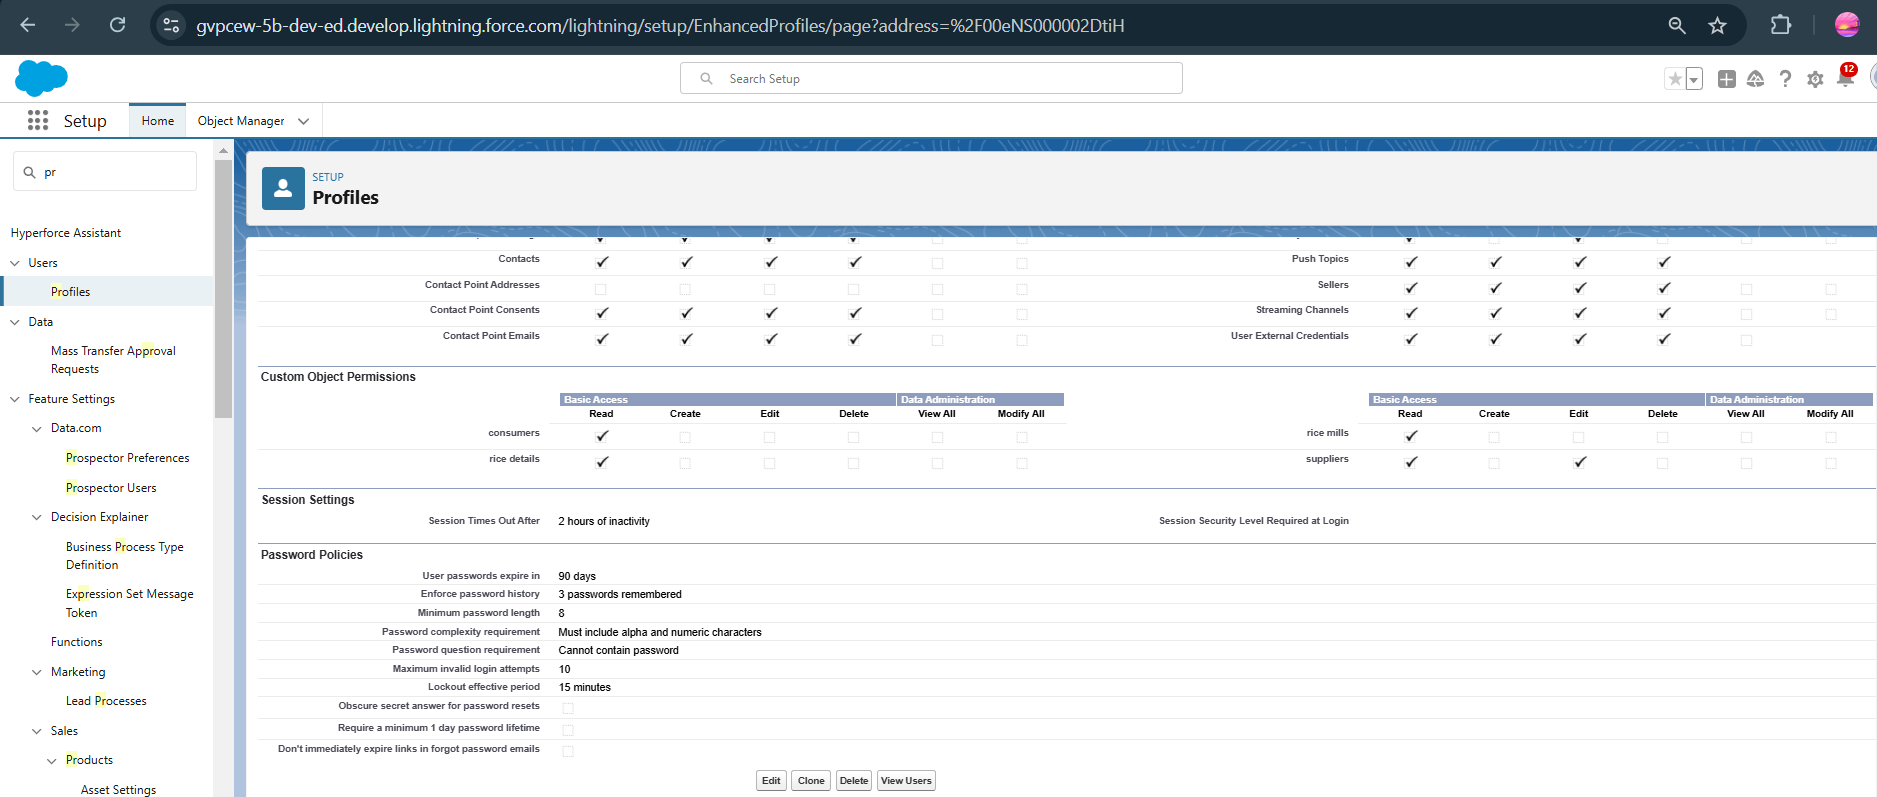 gvpcew-5b-dev-ed.develop.lightning.force.com/lightning/setup/EnhancedProfiles/page?address=%2F00eNS000002DtiH
Search Setup
12
Setup
Home
Object Manager
pr
Hyperforce Assistant
Users
Profiles
Data
Mass Transfer Approval
Requests
Feature Settings
Data.com
Prospector Preferences
Prospector Users
Decision Explainer
Business Process Type
Definition
Expression Set Message
Token
Functions
Marketing
Lead Processes
Sales
Products
Asset Settings
SETUP
Profiles
Contacts
Push Topics
Contact Point Addresses
Sellers
Contact Point Consents
Streaming Channels
Contact Point Emails
User External Credentials
Custom Object Permissions
Basic Access Data Administration
Read Create Edit Delete View All Modify All
consumers
rice details
Basic Access Data Administration
Read Create Edit Delete View All Modify All
rice mills
suppliers
Session Settings
Session Times Out After 2 hours of inactivity
Session Security Level Required at Login
Password Policies
User passwords expire in 90 days
Enforce password history 3 passwords remembered
Minimum password length 8
Password complexity requirement Must include alpha and numeric characters
Password question requirement Cannot contain password
Maximum invalid login attempts 10
Lockout effective period 15 minutes
Obscure secret answer for password resets
Require a minimum 1 day password lifetime
Don't immediately expire links in forgot password emails
Edit Clone Delete View Users